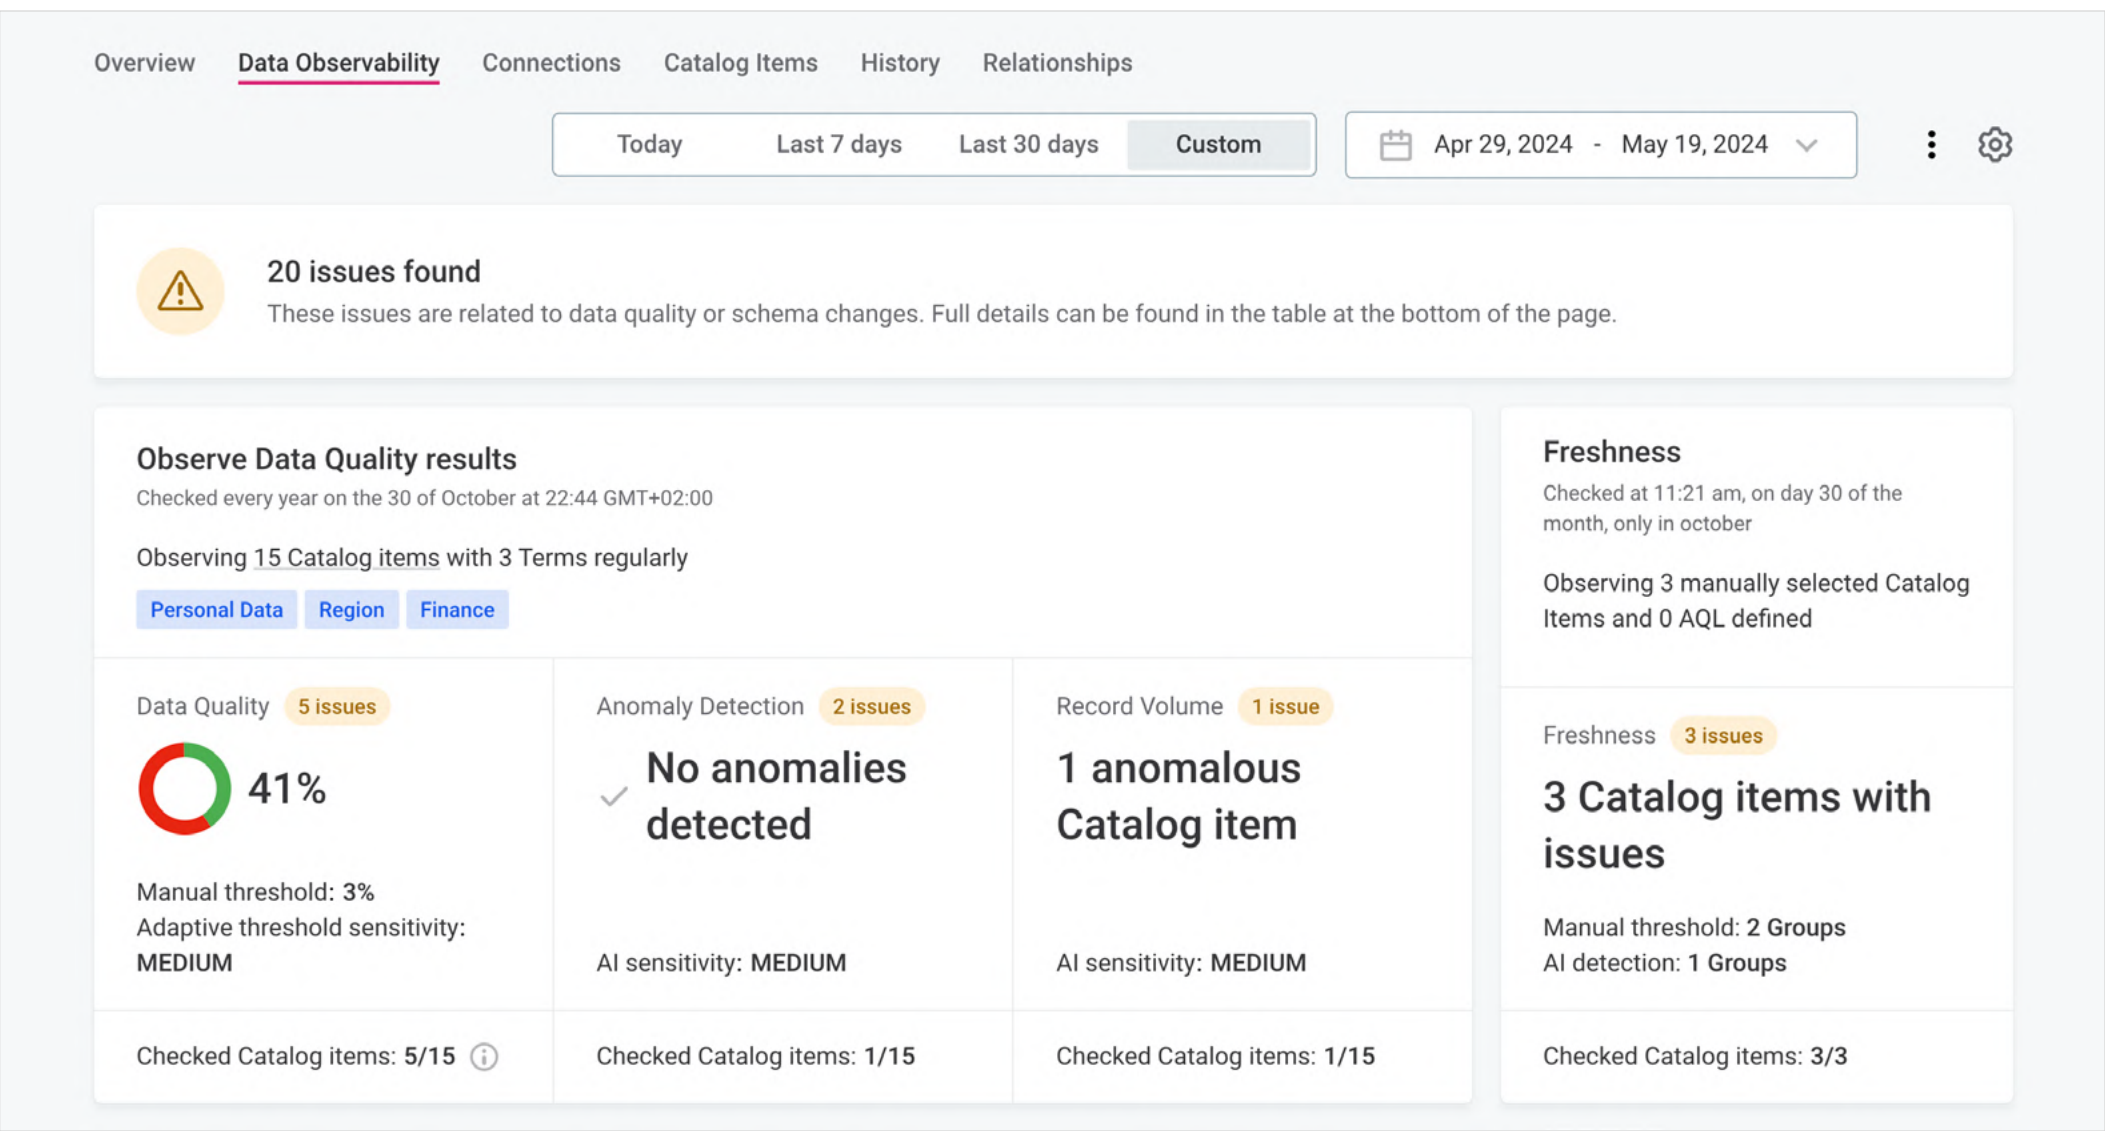 Overview Data Observability Connections Catalog Items History Relationships
Today Last 7 days Last 30 days Custom Apr 29, 2024 - May 19, 2024
20 issues found
These issues are related to data quality or schema changes. Full details can be found in the table at the bottom of the page.
Observe Data Quality results
Checked every year on the 30 of October at 22:44 GMT+02:00
Observing 15 Catalog items with 3 Terms regularly
Personal Data Region Finance
Data Quality 5 issues
41%
Manual threshold: 3%
Adaptive threshold sensitivity:
MEDIUM
Checked Catalog items: 5/15
Anomaly Detection 2 issues
No anomalies
detected
AI sensitivity: MEDIUM
Checked Catalog items: 1/15
Record Volume 1 issue
1 anomalous
Catalog item
AI sensitivity: MEDIUM
Checked Catalog items: 1/15
Freshness
Checked at 11:21 am, on day 30 of the
month, only in october
Observing 3 manually selected Catalog
Items and 0 AQL defined
Freshness 3 issues
3 Catalog items with
issues
Manual threshold: 2 Groups
AI detection: 1 Groups
Checked Catalog items: 3/3